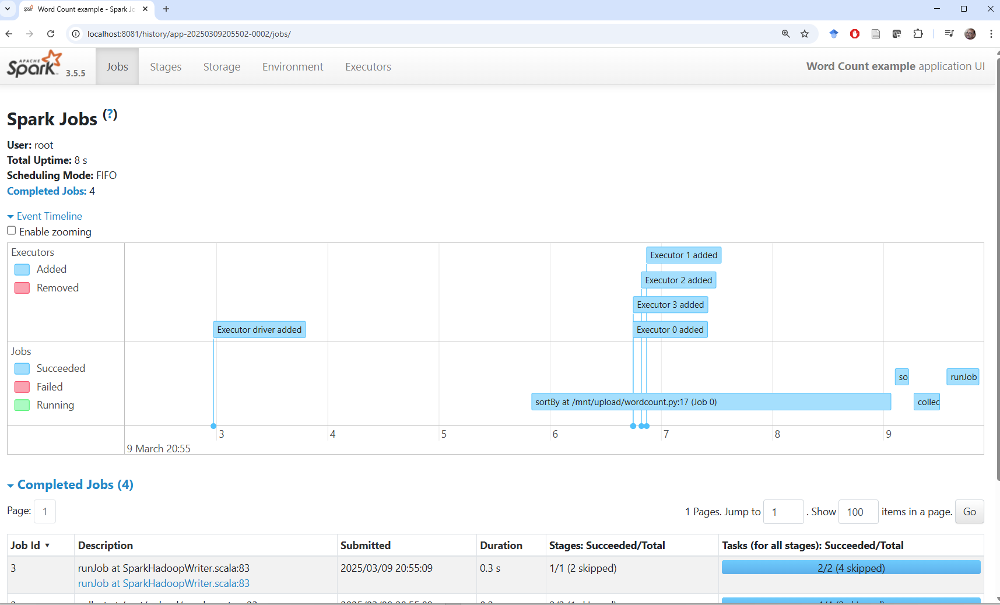 Word Count example - Spark Jo
localhost:8081/history/app-20250309205502-0002/jobs/
APACHE Spark 3.5.5 Jobs Stages Storage Environment Executors Word Count example application UI
Spark Jobs (?)
User: root
Total Uptime: 8 s
Scheduling Mode: FIFO
Completed Jobs: 4
Event Timeline
Enable zooming
Executors
Added
Removed
Executor 1 added
Executor 2 added
Executor 3 added
Executor driver added Executor 0 added
Jobs
Succeeded
Failed
Running
so runJob
sortBy at /mnt/upload/wordcount.py:17 (Job 0) collec
3 4 5 6 7 8 9
9 March 20:55
Completed Jobs (4)
Page: 1 1 Pages. Jump to 1 . Show 100 items in a page. Go
Job Id ▾ Description Submitted Duration Stages: Succeeded/Total Tasks (for all stages): Succeeded/Total
3 runJob at SparkHadoopWriter.scala:83 2025/03/09 20:55:09 0.3 s 1/1 (2 skipped) 2/2 (4 skipped)
runJob at SparkHadoopWriter.scala:83